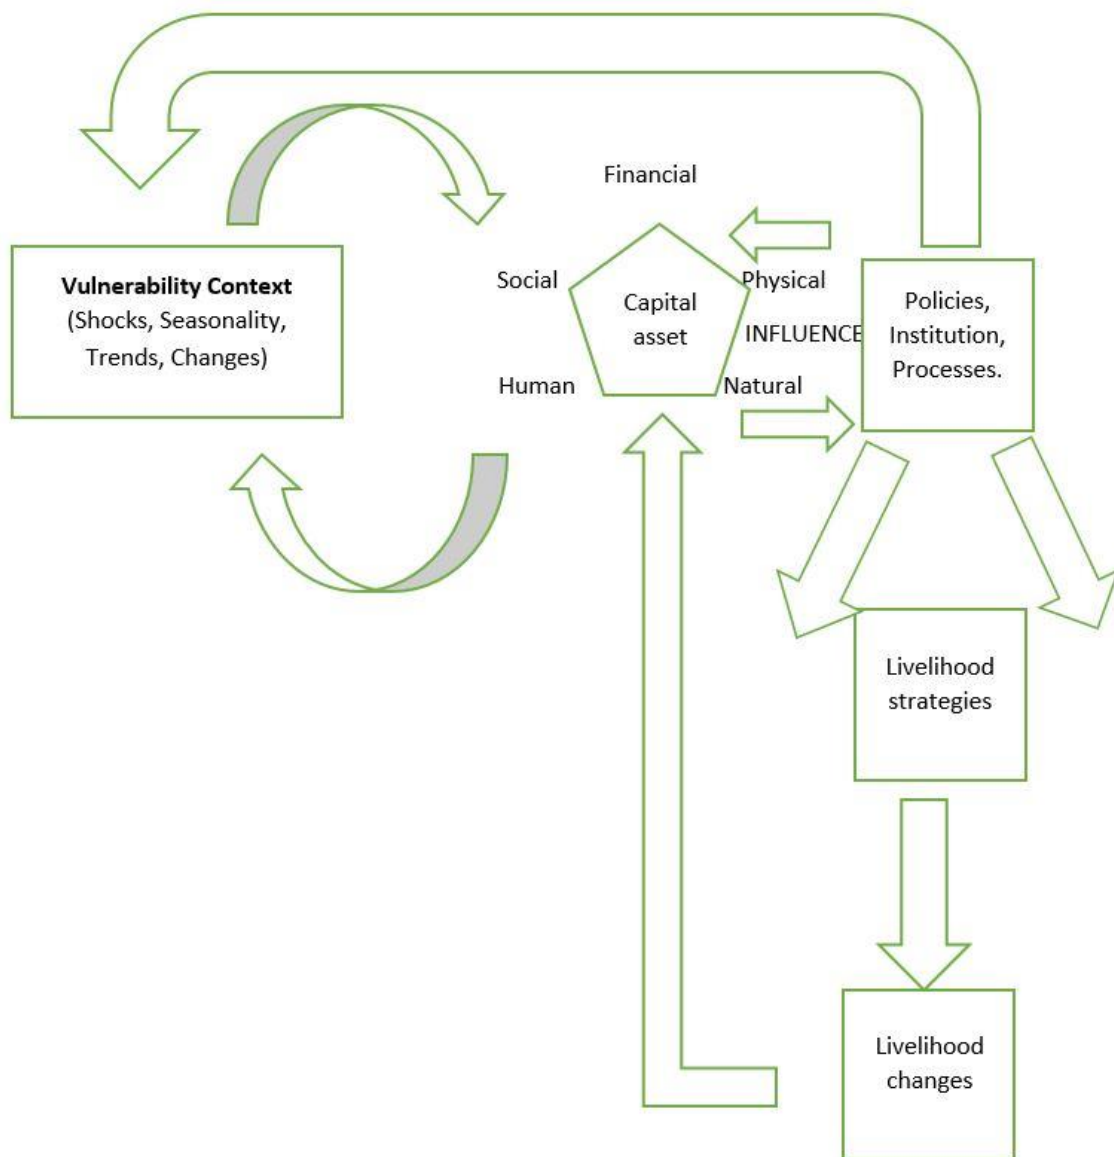 Financial
Vulnerability Context
(Shocks, Seasonality,
Trends, Changes)
Social
Physical
Capital
asset
INFLUENCE
Human
Natural
Policies,
Institution,
Processes.
Livelihood
strategies
Livelihood
changes